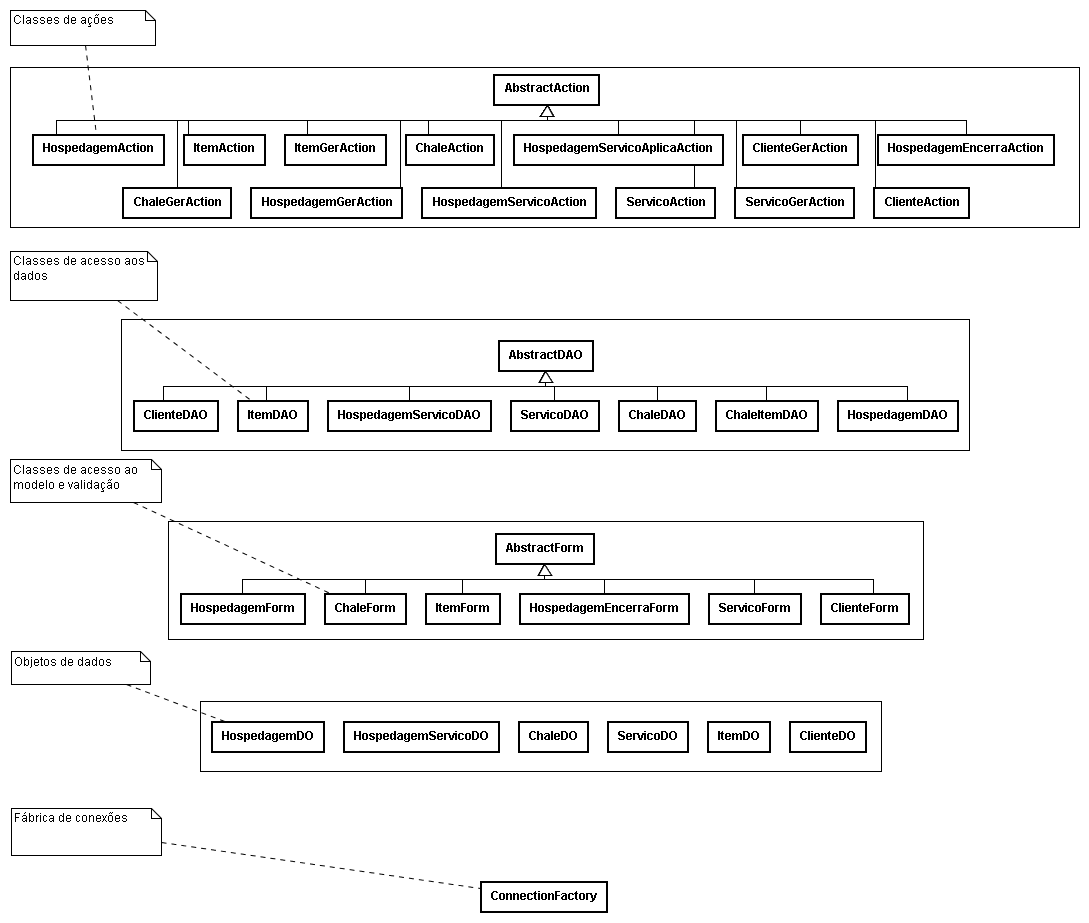 Classes de ações
AbstractAction
HospedagemAction
ItemAction
ItemGerAction
ChaleAction
HospedagemServicoAplicaAction
ClienteGerAction
HospedagemEncerraAction
ChaleGerAction
HospedagemGerAction
HospedagemServicoAction
ServicoAction
ServicoGerAction
ClienteAction
Classes de acesso aos
dados
AbstractDAO
ClienteDAO
ItemDAO
HospedagemServicoDAO
ServicoDAO
ChaleDAO
ChaleItemDAO
HospedagemDAO
Classes de acesso ao
modelo e validação
AbstractForm
HospedagemForm
ChaleForm
ItemForm
HospedagemEncerraForm
ServicoForm
ClienteForm
Objetos de dados
HospedagemDO
HospedagemServicoDO
ChaleDO
ServicoDO
ItemDO
ClienteDO
Fábrica de conexões
ConnectionFactory